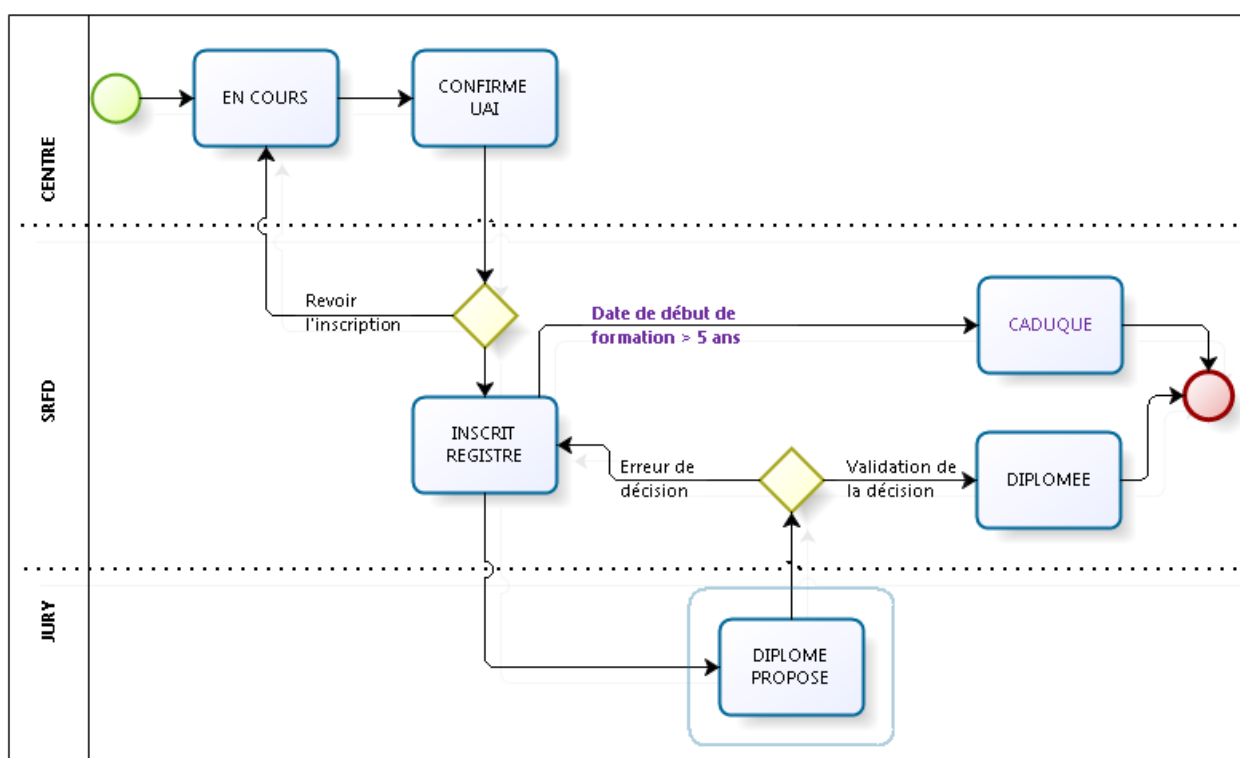 CENTRE
EN COURS
CONFIRME
UAI
SRFD
Revoir
l'inscription
Date de début de
formation > 5 ans
CADUQUE
INSCRIT
REGISTRE
Erreur de
décision
Validation de
la décision
DIPLOMEE
JURY
DIPLOME
PROPOSE